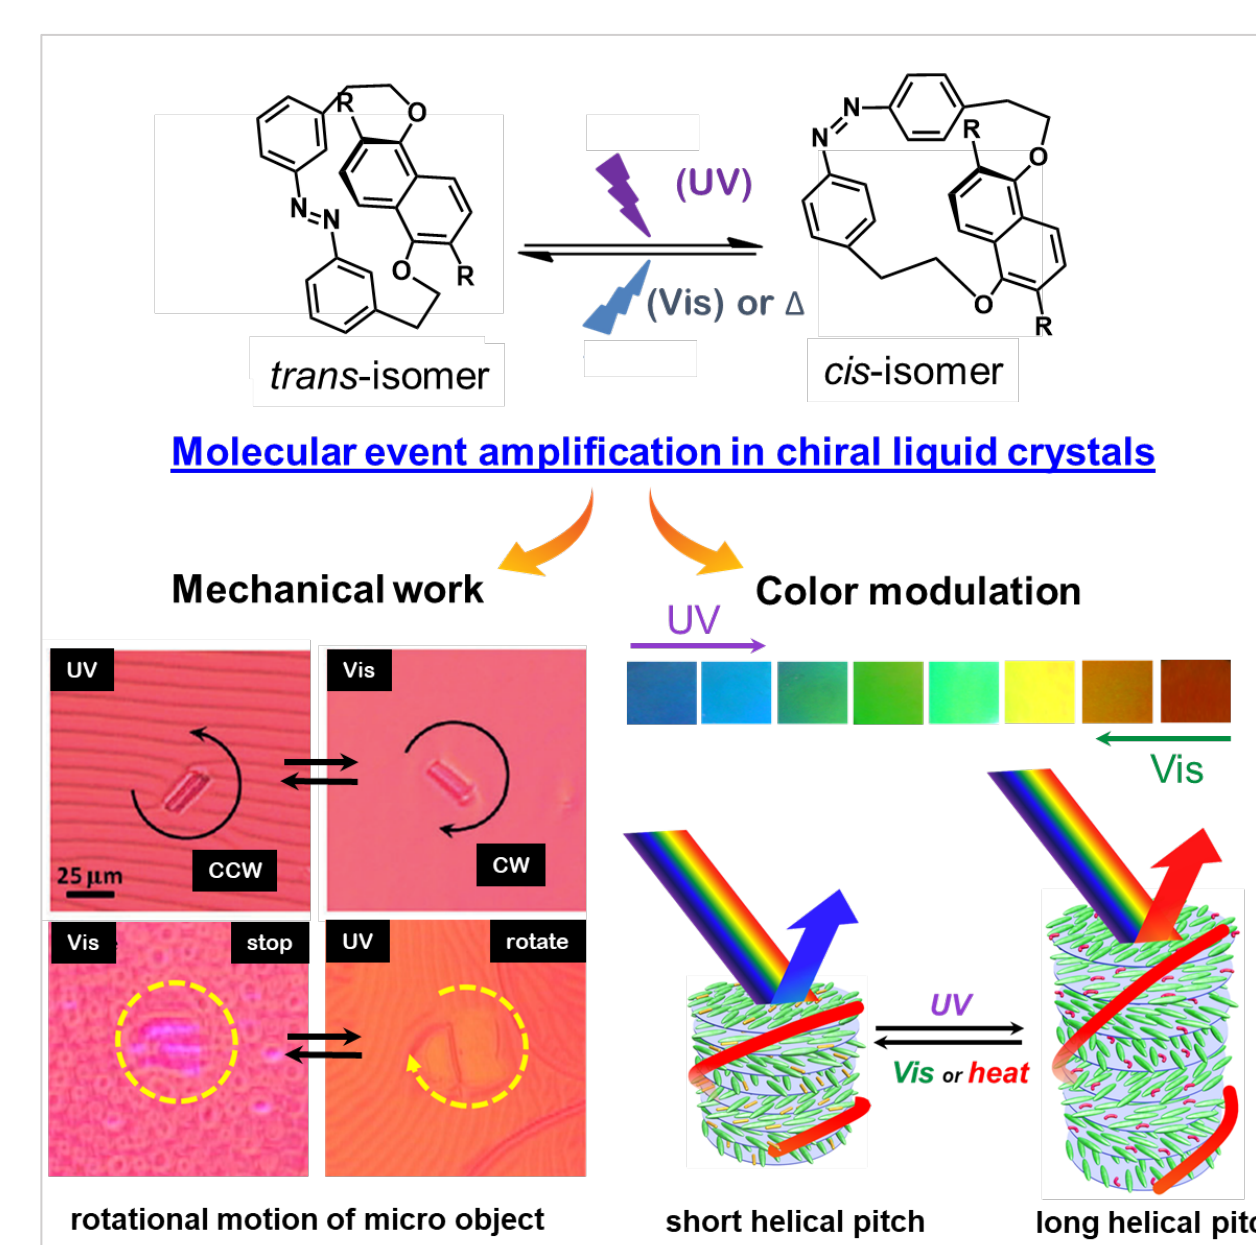 R
O
N
N
O
R
(UV)
(Vis) or Δ
N
N
R
O
O
R
trans-isomer
cis-isomer
Molecular event amplification in chiral liquid crystals
Mechanical work
Color modulation
UV
UV
Vis
CCW
25 μm
CW
Vis
Vis
stop
UV
rotate
UV
Vis or heat
rotational motion of micro object
short helical pitch
long helical pitc